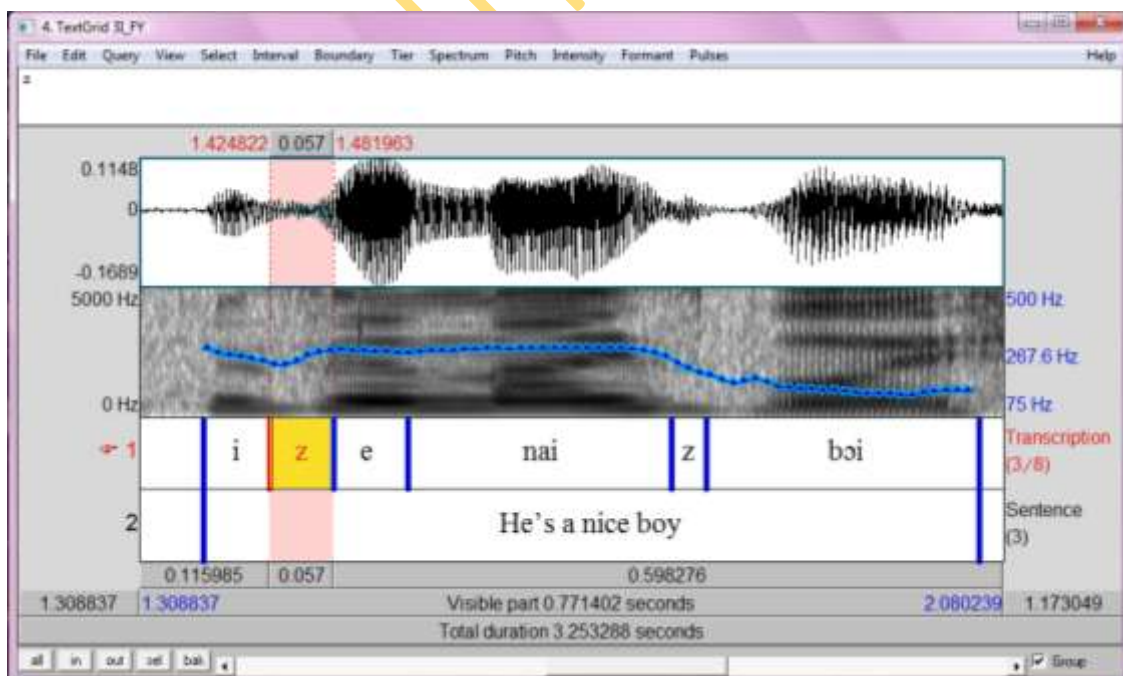 4. TextGrid SI_FY
File Edit Query View Select Interval Boundary Tier Spectrum Pitch Intensity Formant Pulses Help
z
1.424822 0.057 1.481963
0.1148
0
-0.1689
5000 Hz 500 Hz
267.6 Hz
0 Hz 75 Hz
1 i z e nai z bɔi Transcription
(3/8)
2 He's a nice boy Sentence
(3)
0.115985 0.057 0.598276
1.308837 1.308837 Visible part 0.771402 seconds 2.080239 1.173049
Total duration 3.253288 seconds
all in out sel bak Group